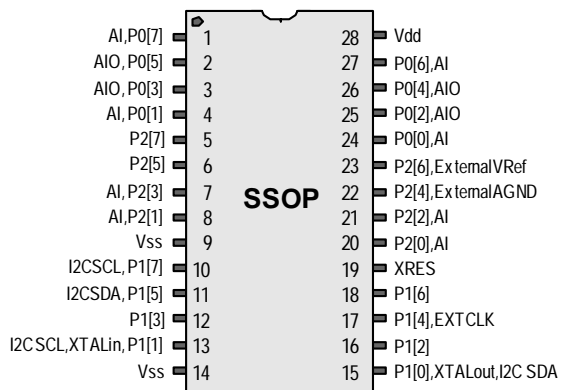 AI,P0[7] 1 28 Vdd
AIO,P0[5] 2 27 P0[6],AI
AIO,P0[3] 3 26 P0[4],AIO
AI,P0[1] 4 25 P0[2],AIO
P2[7] 5 24 P0[0],AI
P2[5] 6 23 P2[6],ExternalVRef
AI,P2[3] 7 SSOP 22 P2[4],ExternalAGND
AI,P2[1] 8 21 P2[2],AI
Vss 9 20 P2[0],AI
I2CSCL,P1[7] 10 19 XRES
I2CSDA,P1[5] 11 18 P1[6]
P1[3] 12 17 P1[4],EXTCLK
I2CSCL,XTALin,P1[1] 13 16 P1[2]
Vss 14 15 P1[0],XTALout,I2CSDA